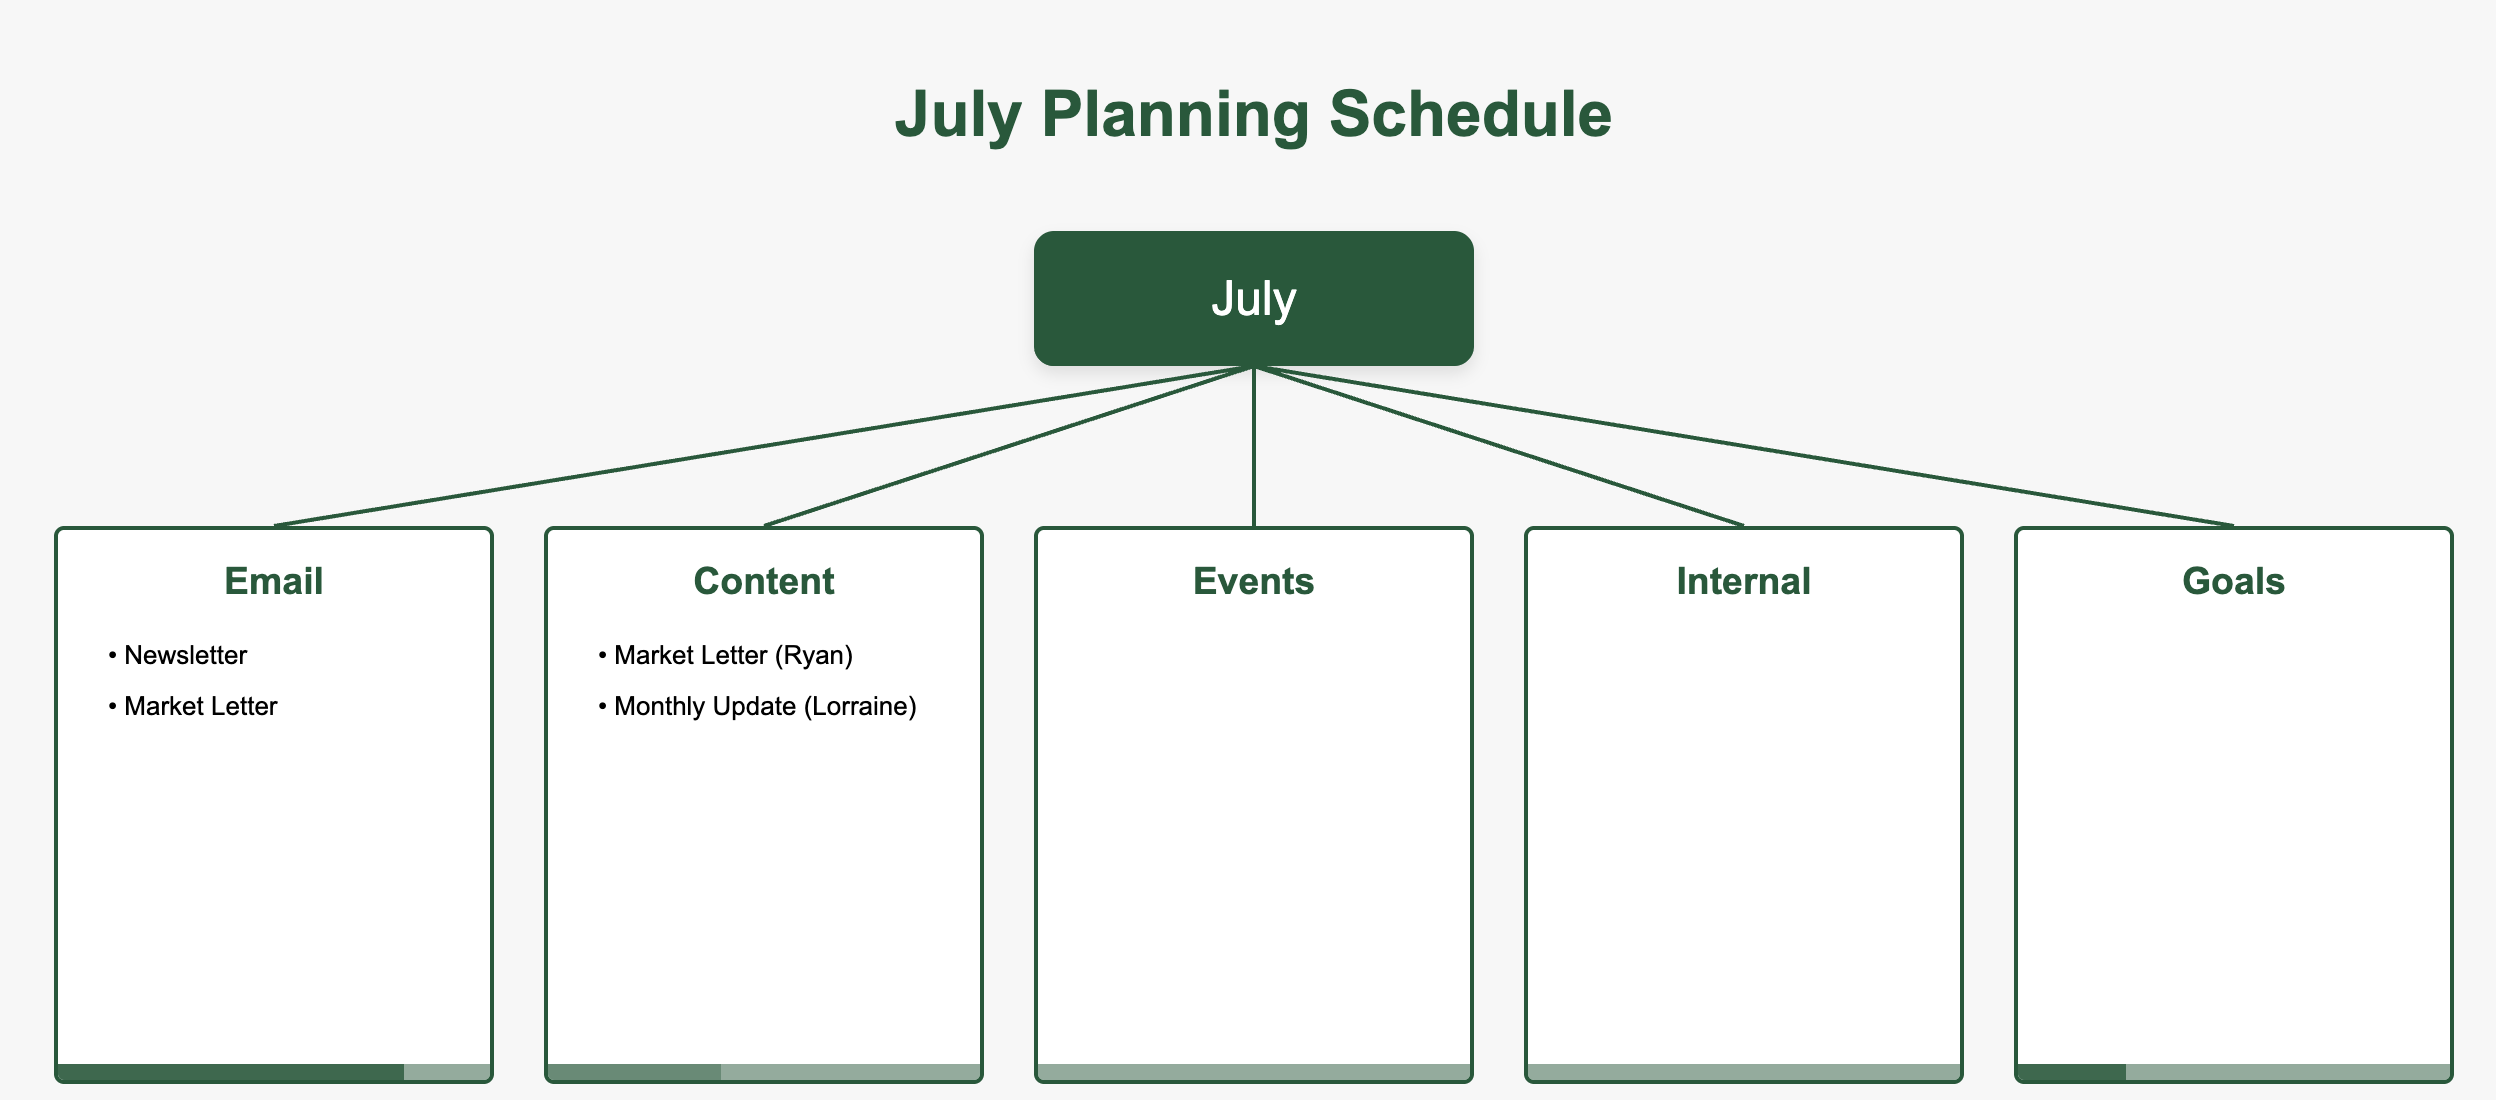 July Planning Schedule
July
Email
• Newsletter
• Market Letter
Content
• Market Letter (Ryan)
• Monthly Update (Lorraine)
Events
Internal
Goals